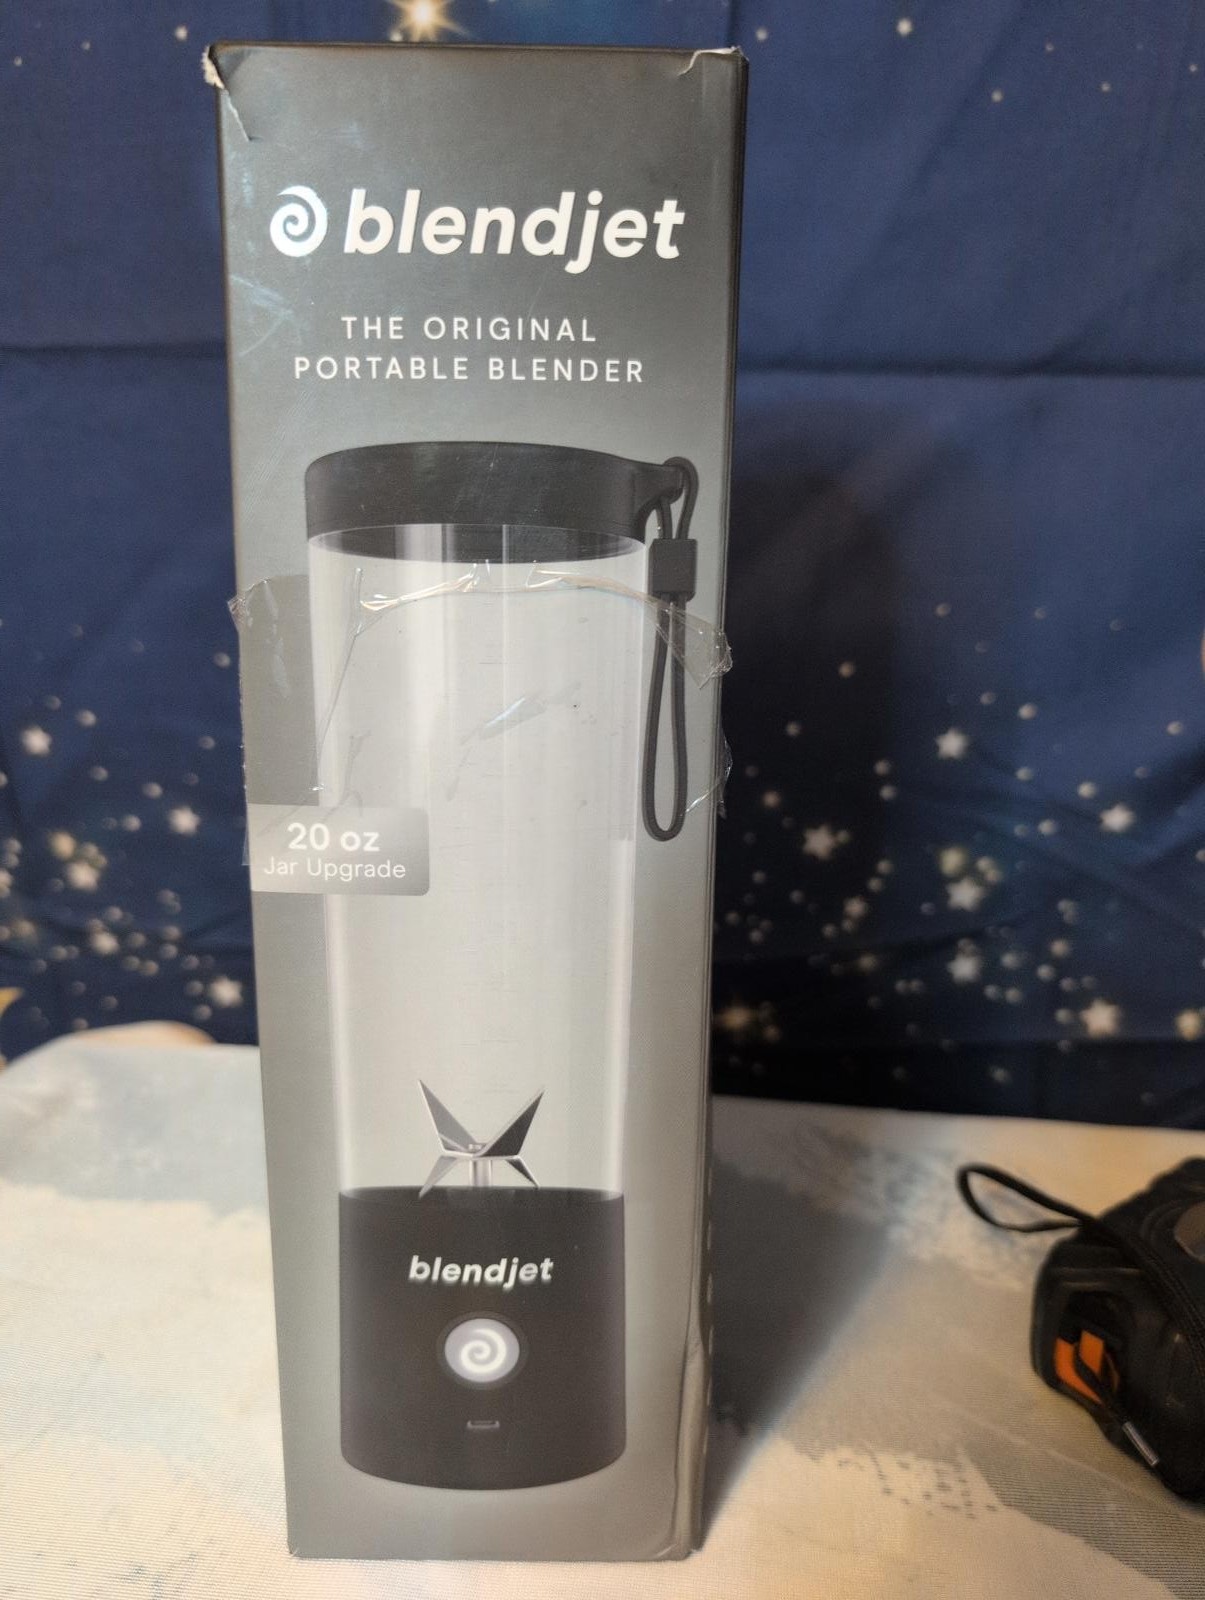 blendjet
THE ORIGINAL
PORTABLE BLENDER
20 oz
Jar Upgrade
blendjet